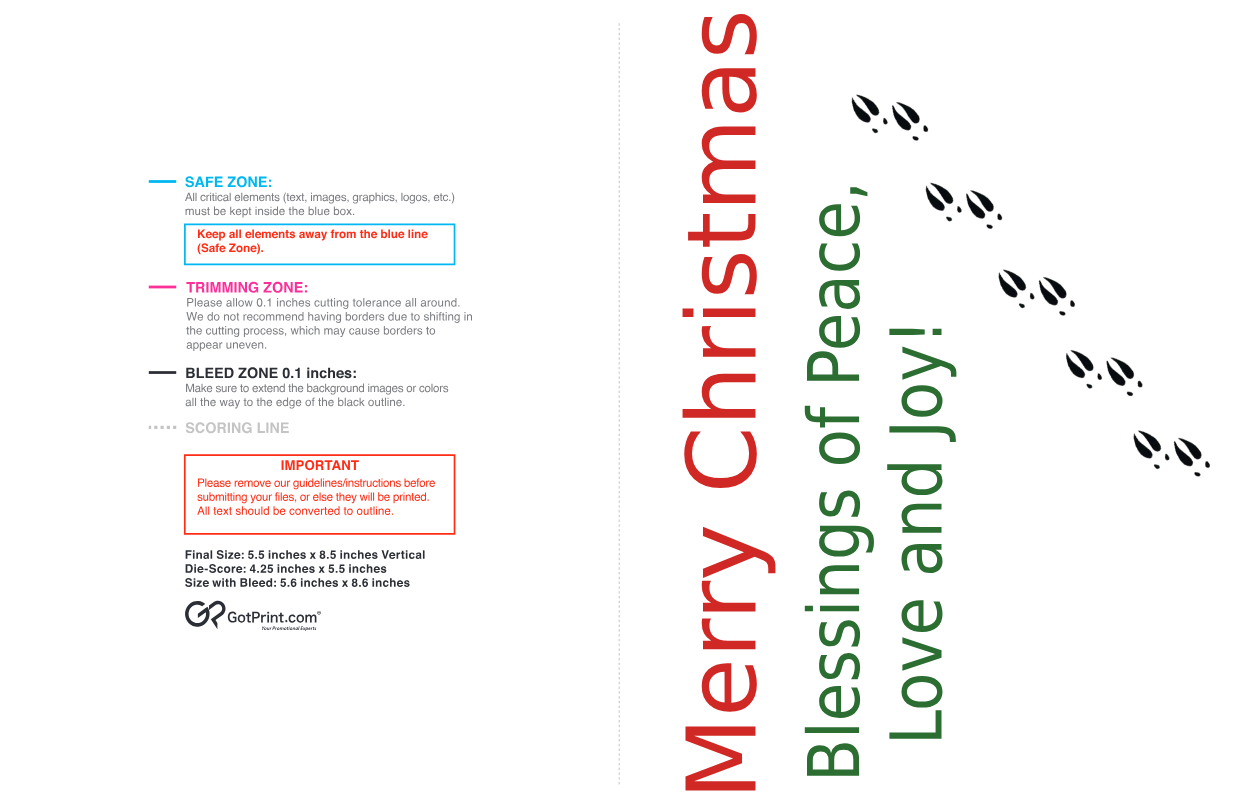 SAFE ZONE:
All critical elements (text, images, graphics, logos, etc.)
must be kept inside the blue box.
Keep all elements away from the blue line
(Safe Zone).
TRIMMING ZONE:
Please allow 0.1 inches cutting tolerance all around.
We do not recommend having borders due to shifting in
the cutting process, which may cause borders to
appear uneven.
BLEED ZONE 0.1 inches:
Make sure to extend the background images or colors
all the way to the edge of the black outline.
SCORING LINE
IMPORTANT
Please remove our guidelines/instructions before
submitting your files, or else they will be printed.
All text should be converted to outline.
Final Size: 5.5 inches x 8.5 inches Vertical
Die-Score: 4.25 inches x 5.5 inches
Size with Bleed: 5.6 inches x 8.6 inches
GotPrint.com®
Your Promotional Experts
Merry Christmas
Blessings of Peace,
Love and Joy!